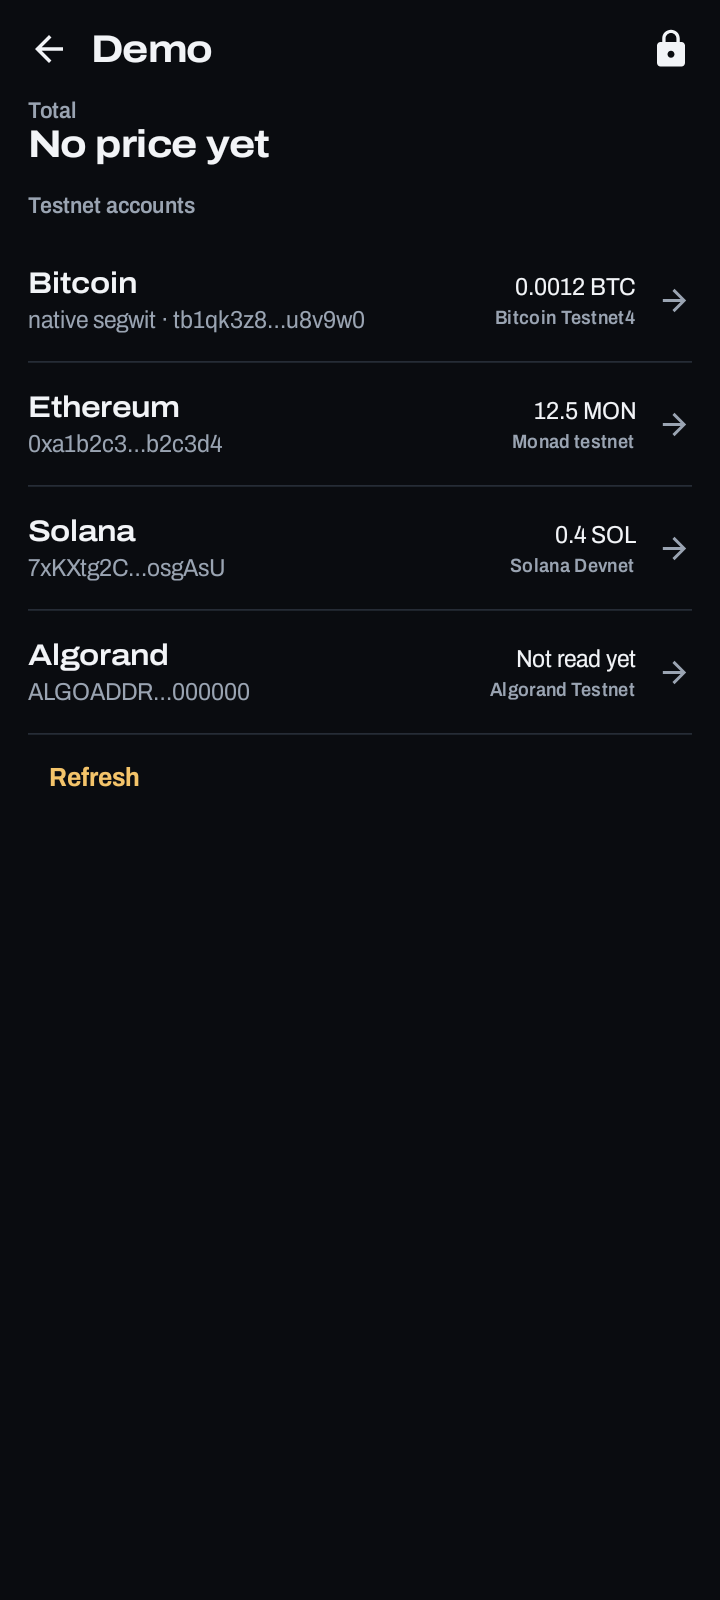 Demo
Total
No price yet
Testnet accounts
Bitcoin
native segwit · tb1qk3z8…u8v9w0
0.0012 BTC
Bitcoin Testnet4
Ethereum
0xa1b2c3…b2c3d4
12.5 MON
Monad testnet
Solana
7xKXtg2C…osgAsU
0.4 SOL
Solana Devnet
Algorand
ALGOADDR…000000
Not read yet
Algorand Testnet
Refresh